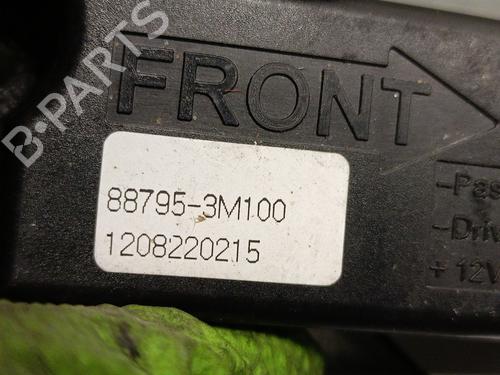 B-PARTS
FRONT
88795-3M100
1208220215
-Pas
-Driv
+ 12V